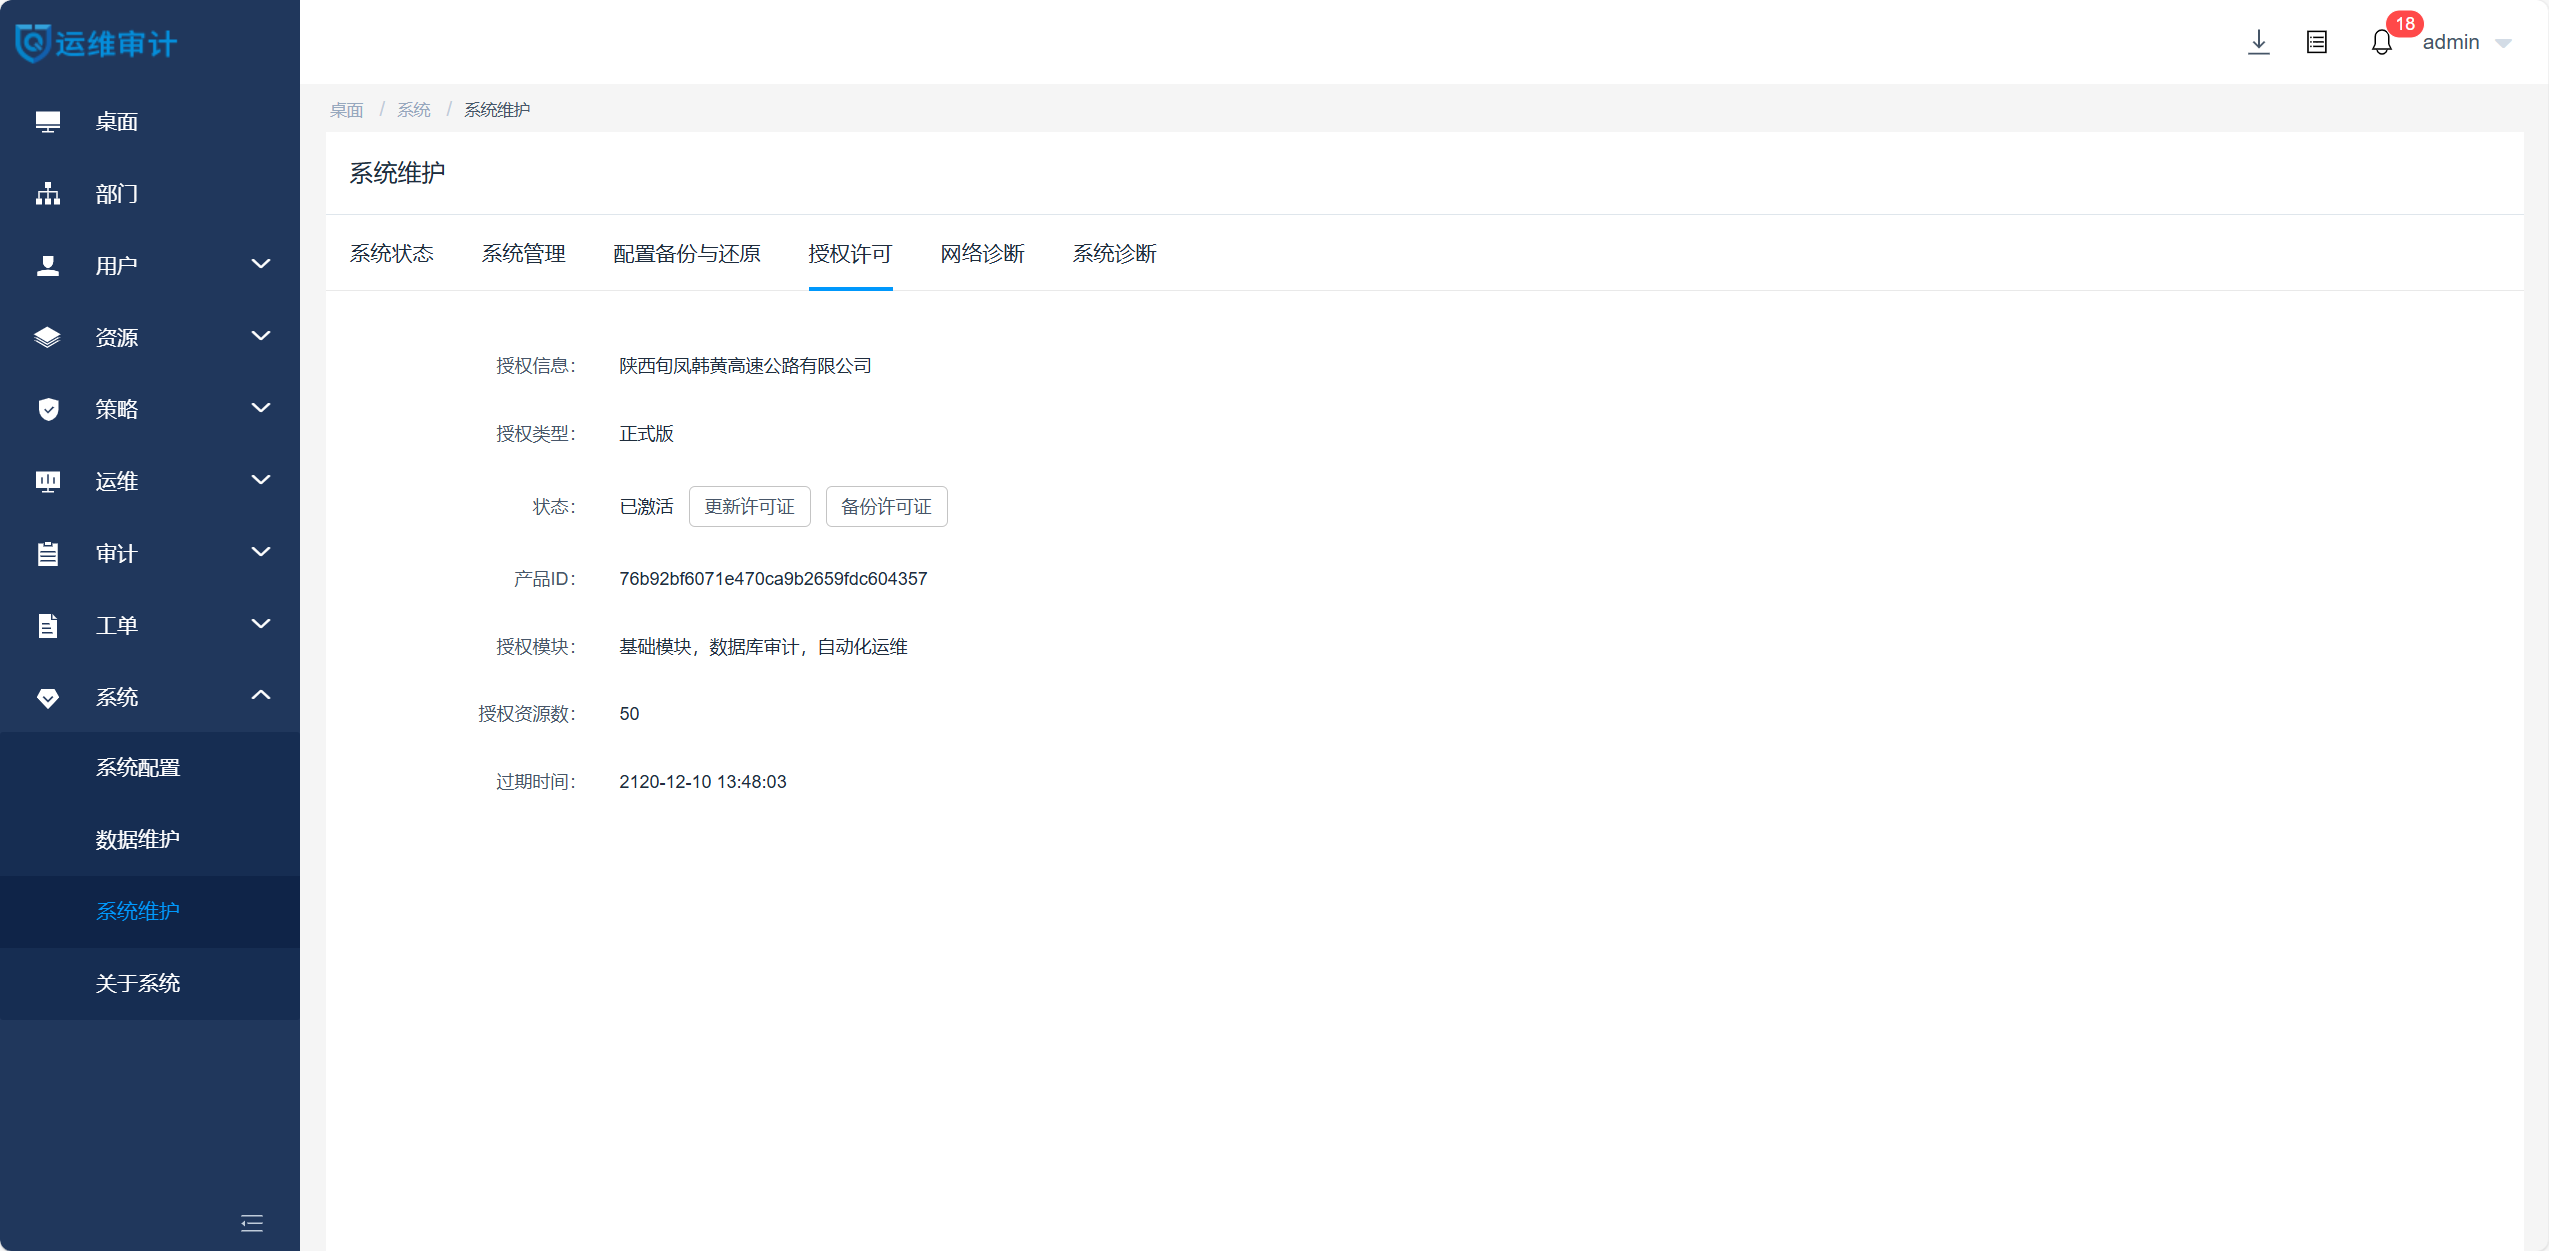 运维审计
18
admin
桌面
部门
用户
资源
策略
运维
审计
工单
系统
系统配置
数据维护
系统维护
关于系统
桌面 / 系统 / 系统维护
系统维护
系统状态 系统管理 配置备份与还原 授权许可 网络诊断 系统诊断
授权信息： 陕西旬凤韩黄高速公路有限公司
授权类型： 正式版
状态： 已激活 更新许可证 备份许可证
产品ID： 76b92bf6071e470ca9b2659fdc604357
授权模块： 基础模块，数据库审计，自动化运维
授权资源数： 50
过期时间： 2120-12-10 13:48:03